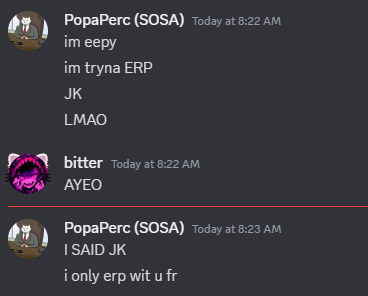 PopaPerc (SOSA) Today at 8:22 AM
im eepy
im tryna ERP
JK
LMAO
bitter Today at 8:22 AM
AYEO
PopaPerc (SOSA) Today at 8:23 AM
I SAID JK
i only erp wit u fr